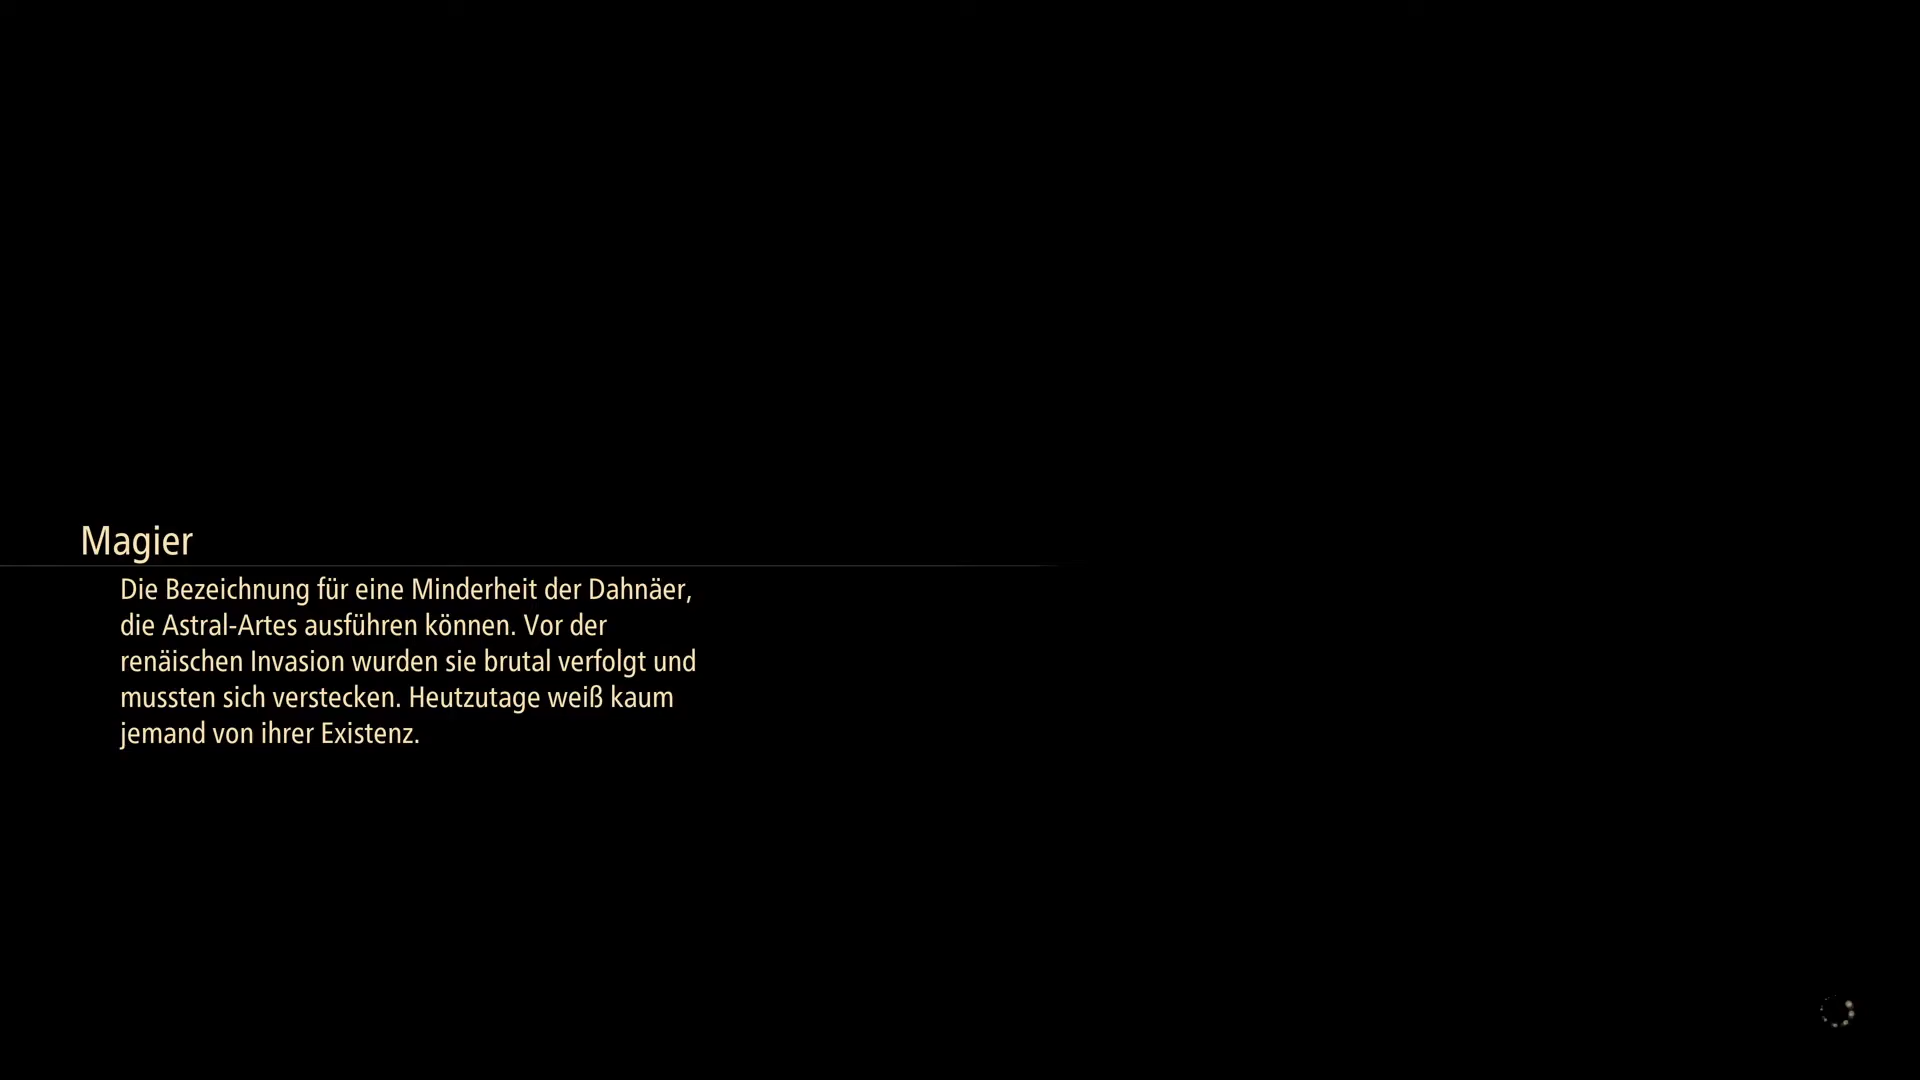 Magier
Die Bezeichnung für eine Minderheit der Dahnäer,
die Astral-Artes ausführen können. Vor der
renäischen Invasion wurden sie brutal verfolgt und
mussten sich verstecken. Heutzutage weiß kaum
jemand von ihrer Existenz.